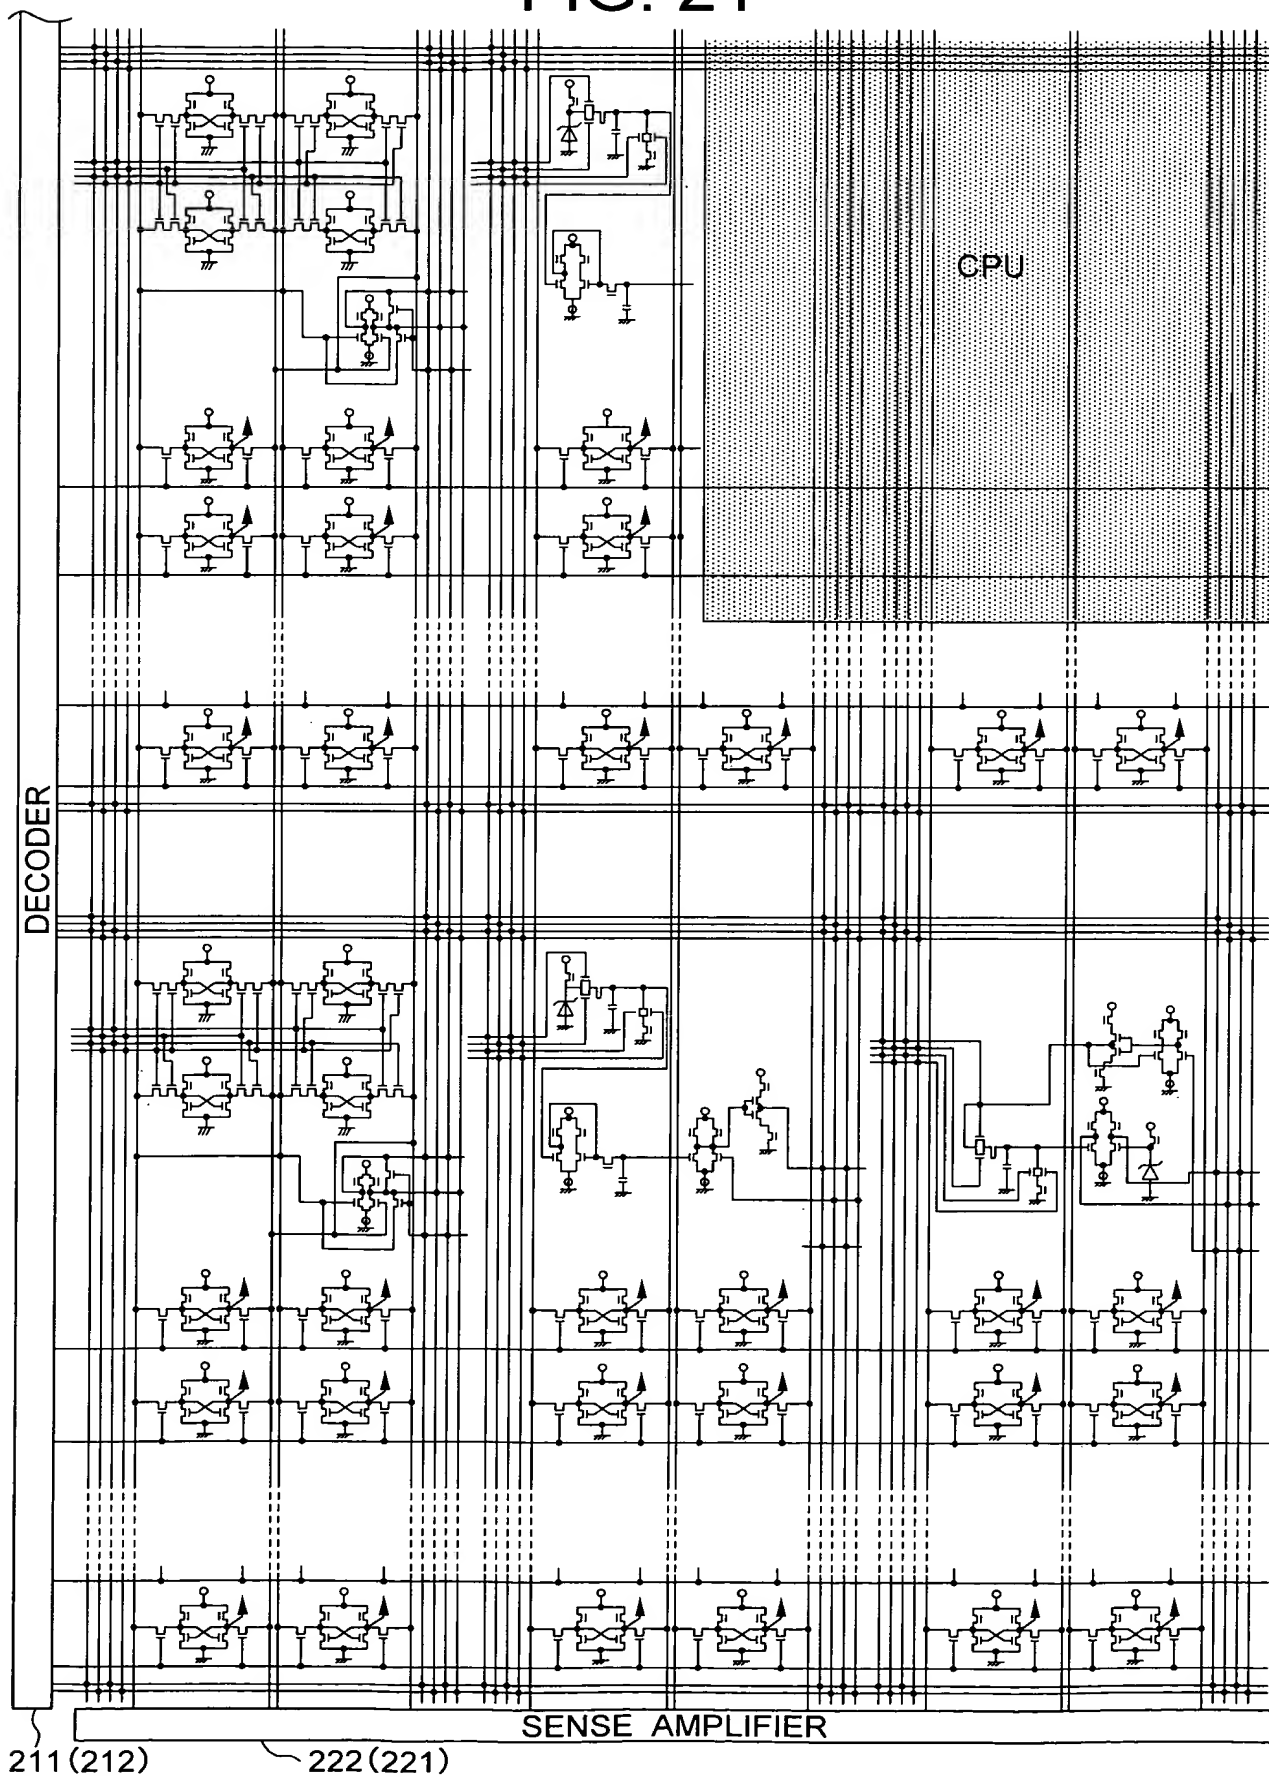 FIG. 21
CPU
DECODER
SENSE AMPLIFIER
211(212)
222(221)